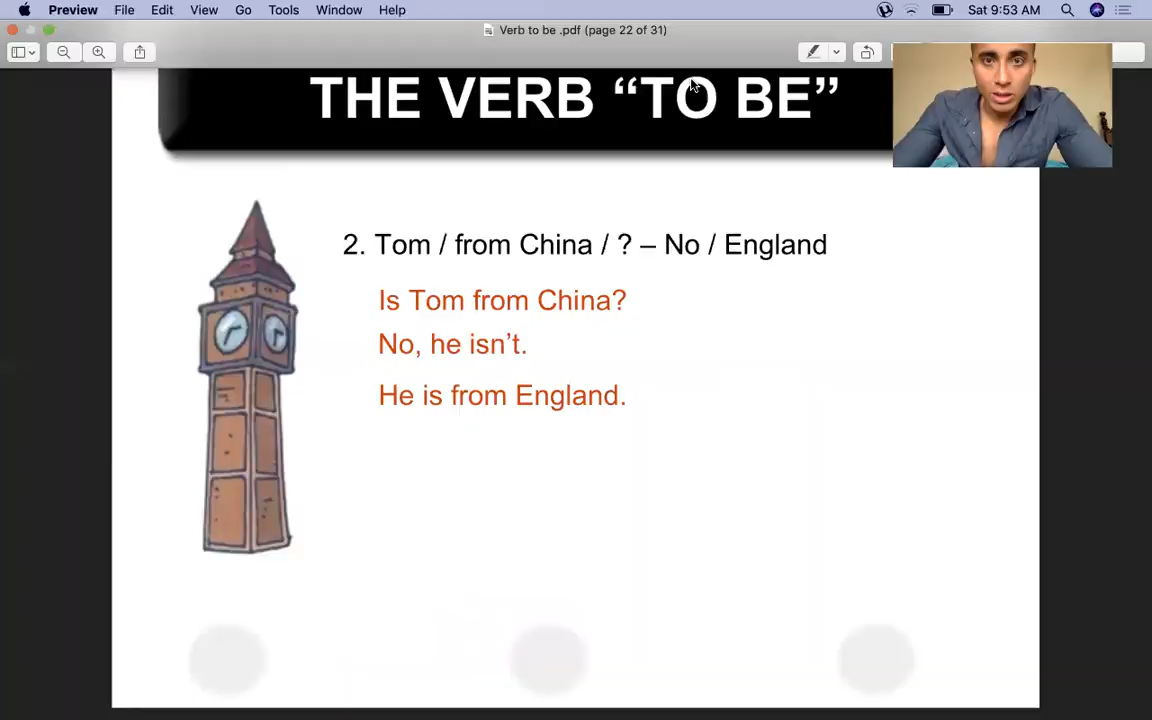 Preview File Edit View Go Tools Window Help Sat 9:53 AM
Verb to be .pdf (page 22 of 31)
THE VERB “TO BE”
2. Tom / from China / ? – No / England
Is Tom from China?
No, he isn’t.
He is from England.